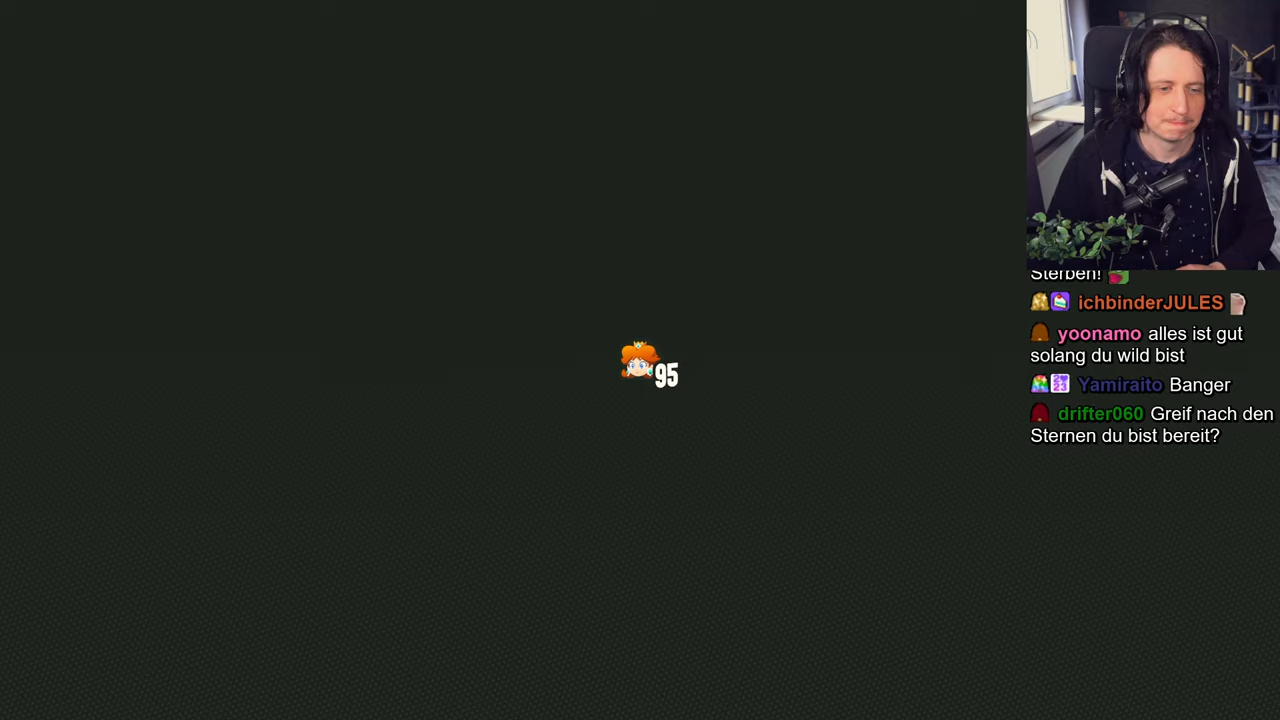 95
Sterben!
ichbinderJULES
yoonamo alles ist gut
solang du wild bist
Yamiraito Banger
drifter060 Greif nach den
Sternen du bist bereit?